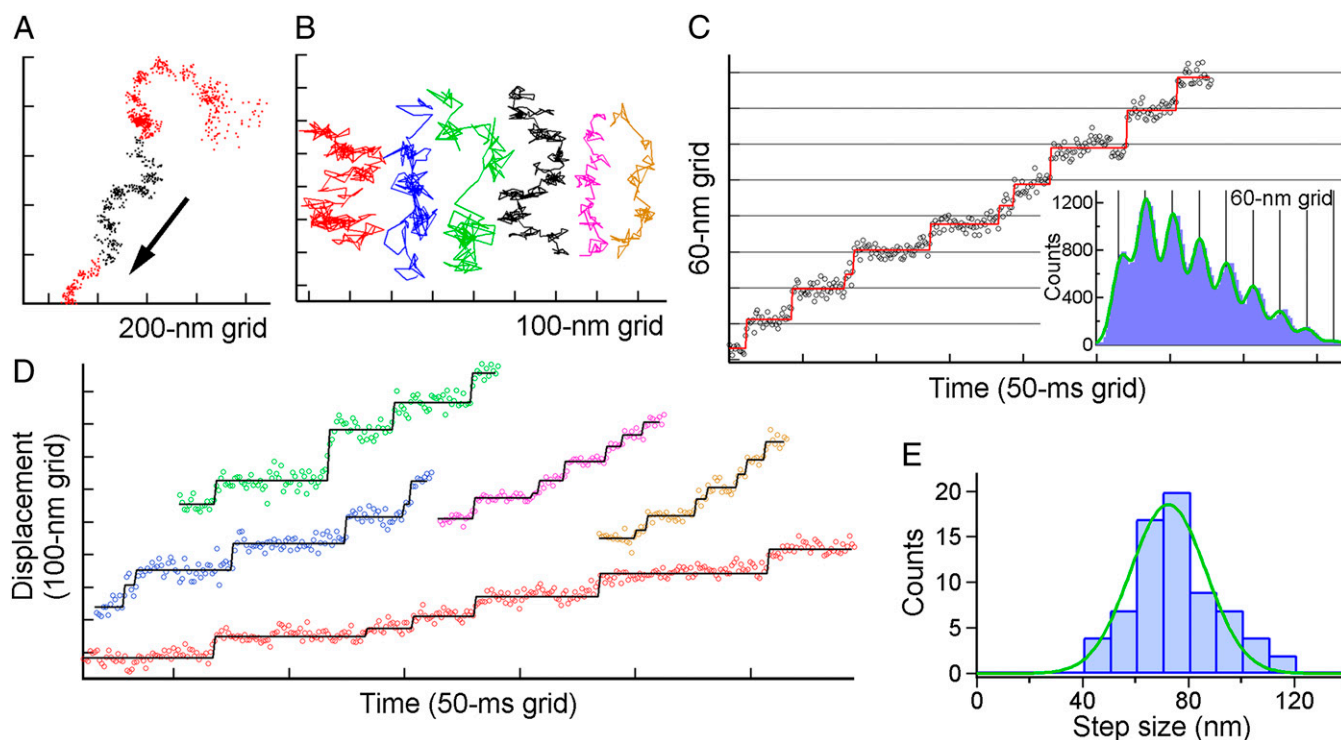 A
200-nm grid
B
100-nm grid
C
60-nm grid
Time (50-ms grid)
1200
800
400
0
Counts
60-nm grid
D
Displacement
(100-nm grid)
Time (50-ms grid)
E
20
15
10
5
0
Counts
0
40
80
120
Step size (nm)